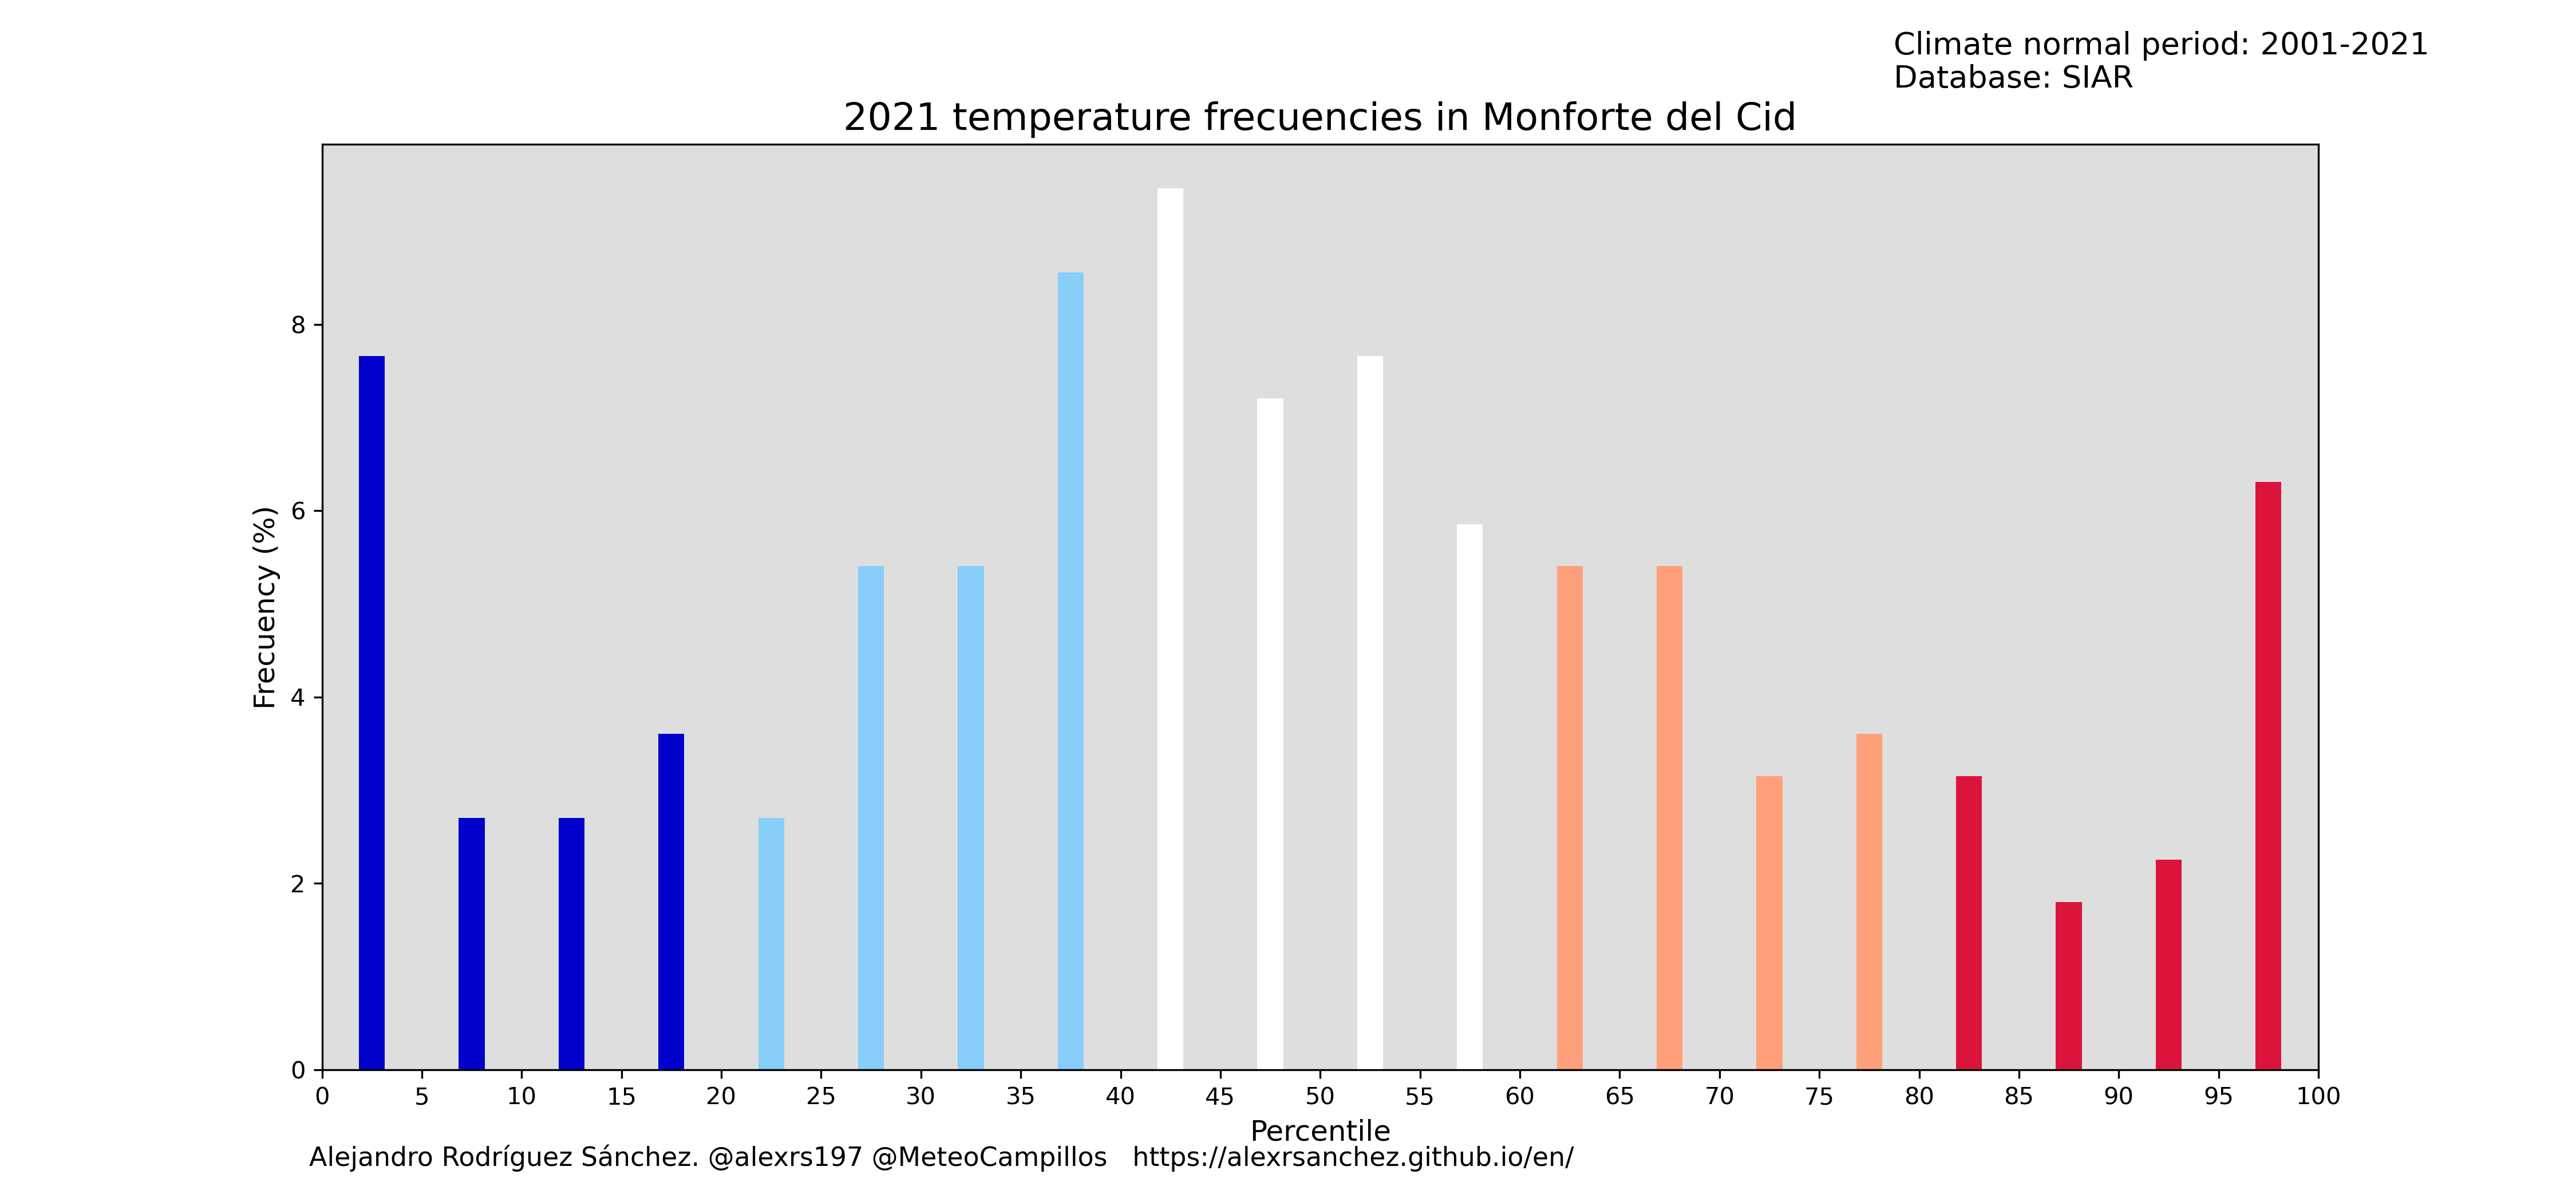 Climate normal period: 2001-2021
Database: SIAR
2021 temperature frecuencies in Monforte del Cid
Frecuency (%)
8
6
4
2
0
0 5 10 15 20 25 30 35 40 45 50 55 60 65 70 75 80 85 90 95 100
Percentile
Alejandro Rodríguez Sánchez. @alexrs197 @MeteoCampillos https://alexrsanchez.github.io/en/